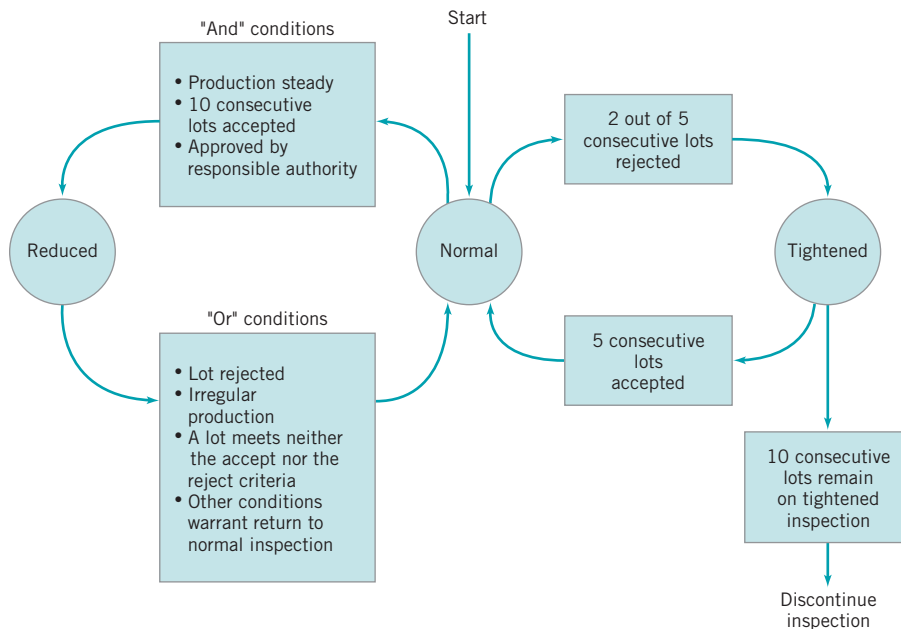 Start
"And" conditions
• Production steady
• 10 consecutive
lots accepted
• Approved by
responsible authority
2 out of 5
consecutive lots
rejected
Reduced
Normal
Tightened
"Or" conditions
• Lot rejected
• Irregular
production
• A lot meets neither
the accept nor the
reject criteria
• Other conditions
warrant return to
normal inspection
5 consecutive
lots
accepted
10 consecutive
lots remain
on tightened
inspection
Discontinue
inspection